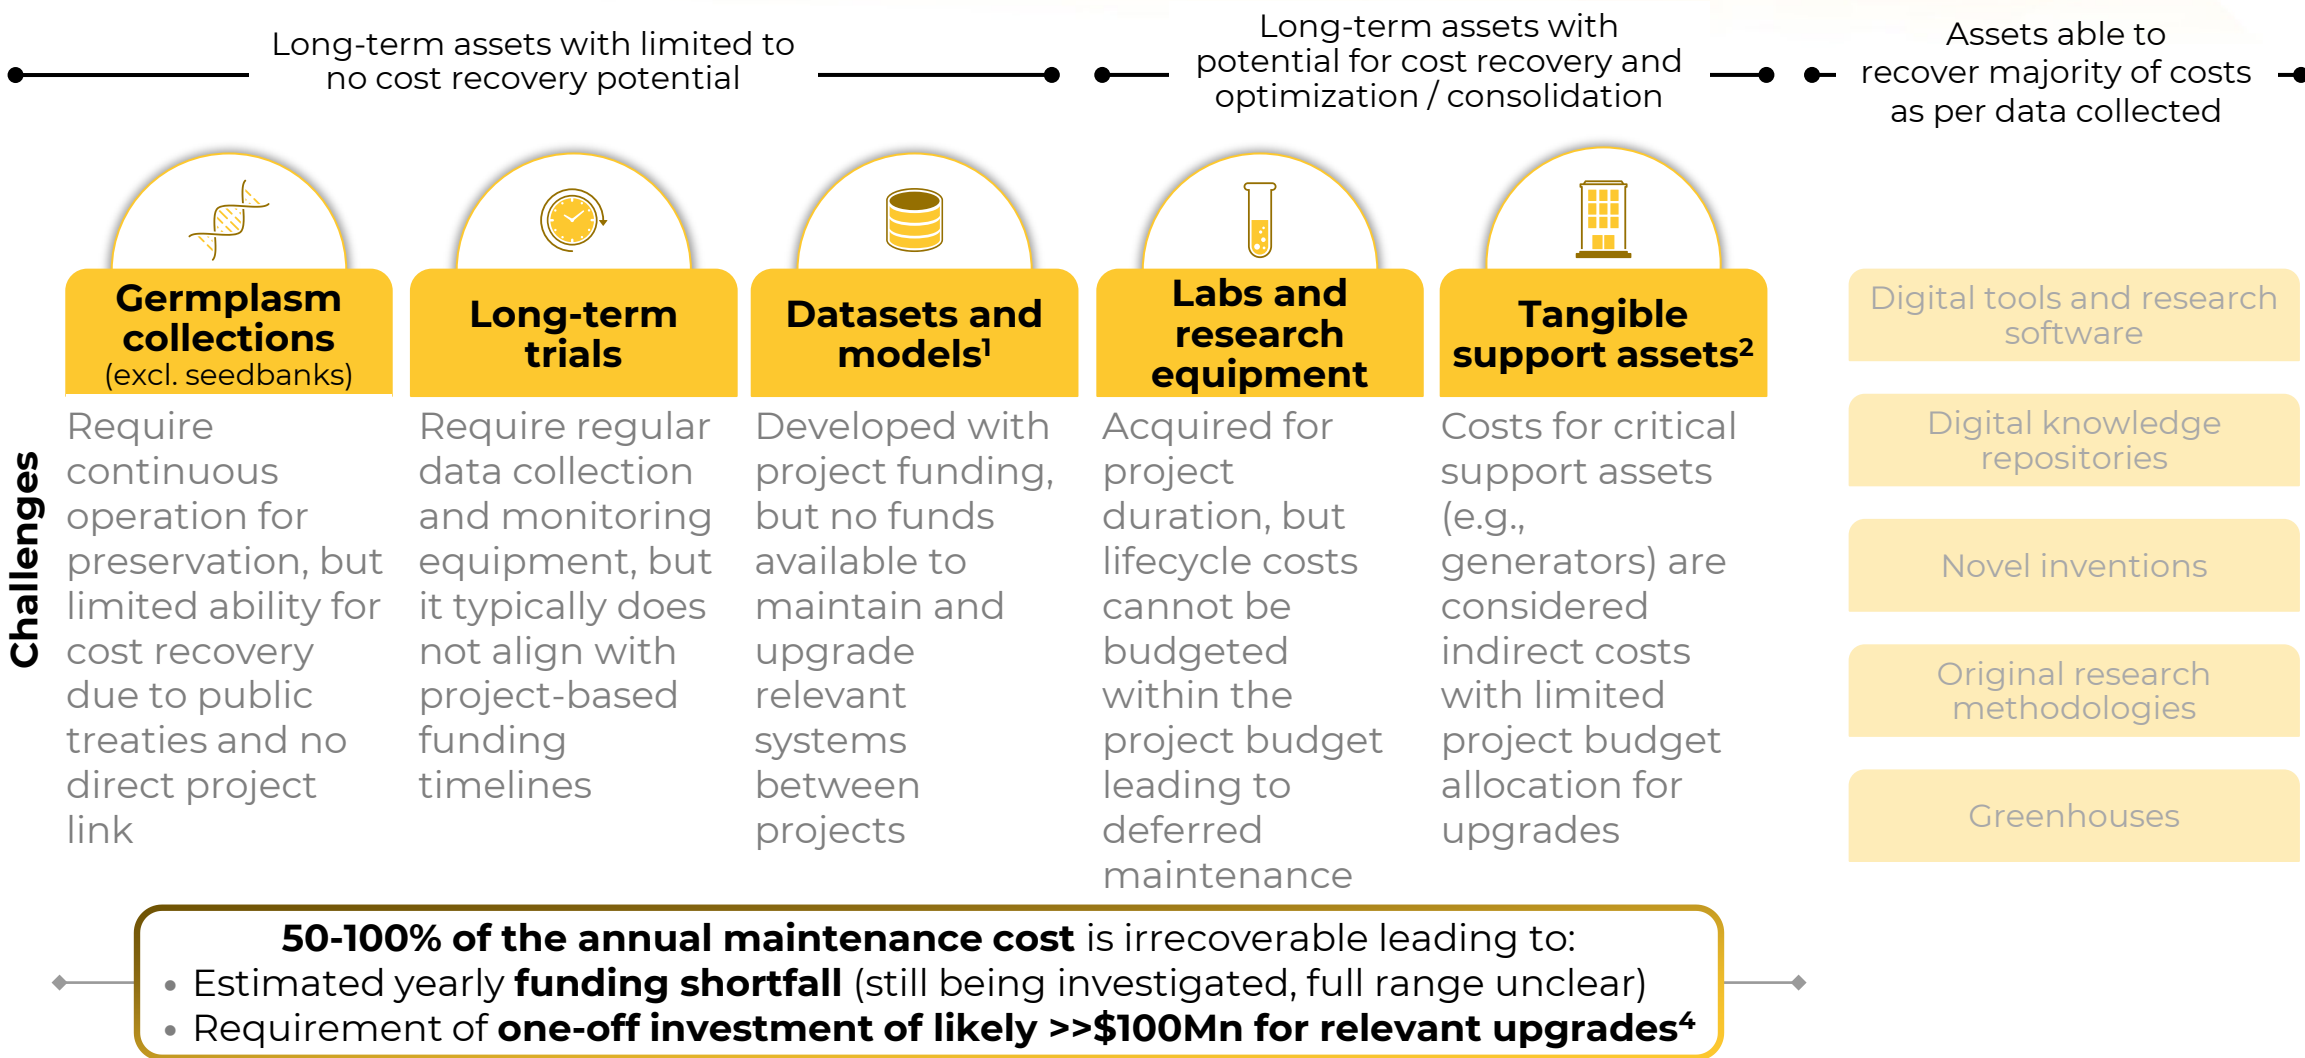 Long-term assets with limited to
no cost recovery potential
Long-term assets with
potential for cost recovery and
optimization / consolidation
Assets able to
recover majority of costs
as per data collected
Germplasm
collections
(excl. seedbanks)
Long-term
trials
Datasets and
models¹
Labs and
research
equipment
Tangible
support assets²
Challenges
Require
continuous
operation for
preservation, but
limited ability for
cost recovery
due to public
treaties and no
direct project
link
Require regular
data collection
and monitoring
equipment, but
it typically does
not align with
project-based
funding
timelines
Developed with
project funding,
but no funds
available to
maintain and
upgrade
relevant
systems
between
projects
Acquired for
project
duration, but
lifecycle costs
cannot be
budgeted
within the
project budget
leading to
deferred
maintenance
Costs for critical
support assets
(e.g.,
generators) are
considered
indirect costs
with limited
project budget
allocation for
upgrades
Digital tools and research
software
Digital knowledge
repositories
Novel inventions
Original research
methodologies
Greenhouses
50-100% of the annual maintenance cost is irrecoverable leading to:
• Estimated yearly funding shortfall (still being investigated, full range unclear)
• Requirement of one-off investment of likely >>$100Mn for relevant upgrades⁴